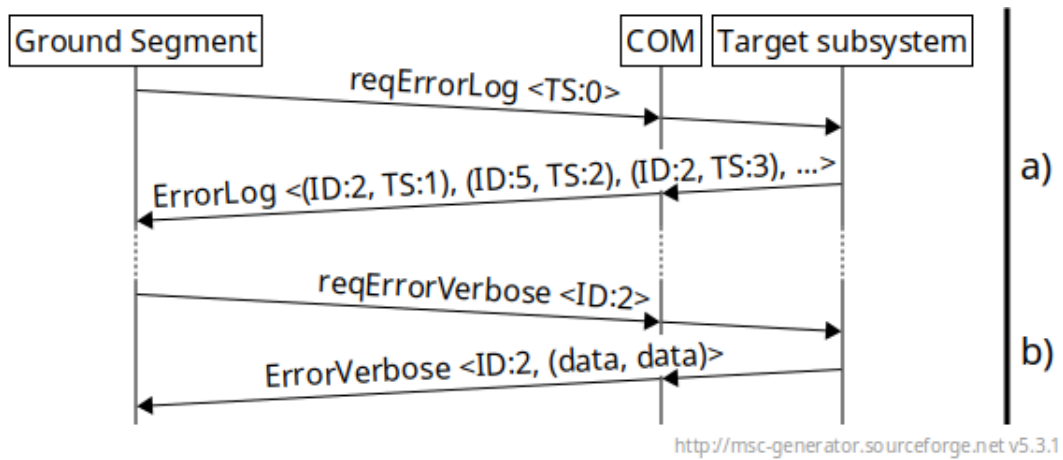 Ground Segment
COM
Target subsystem
reqErrorLog <TS:0>
ErrorLog <(ID:2, TS:1), (ID:5, TS:2), (ID:2, TS:3), ...>
a)
reqErrorVerbose <ID:2>
ErrorVerbose <ID:2, (data, data)>
b)
http://msc-generator.sourceforge.net v5.3.1